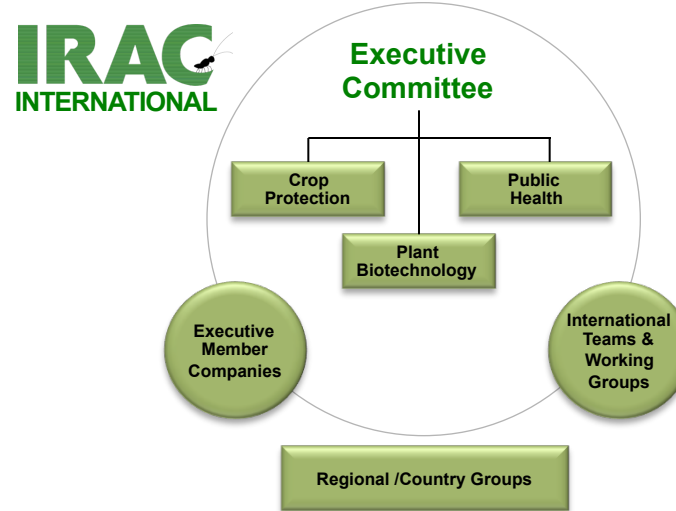 IRAC
INTERNATIONAL
Executive
Committee
Crop
Protection
Public
Health
Plant
Biotechnology
Executive
Member
Companies
International
Teams &
Working
Groups
Regional /Country Groups